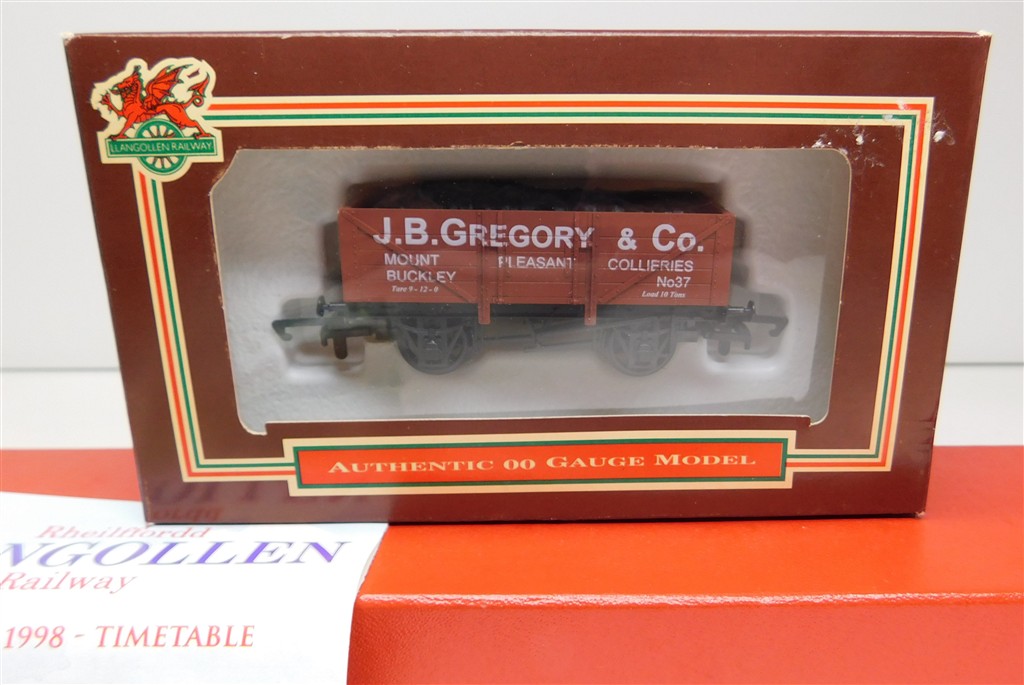 LLANGOLLEN RAILWAY
J.B.GREGORY & Co.
MOUNT PLEASANT COLLIERIES
BUCKLEY No37
Tare 9-12-0 Load 10 Tons
AUTHENTIC 00 GAUGE MODEL
Rheilffordd
NGOLLEN
Railway
1998 - TIMETABLE